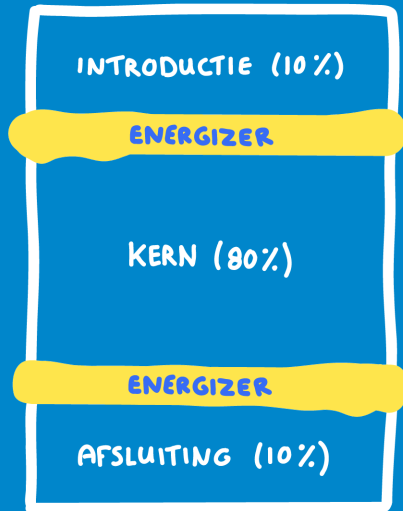 INTRODUCTIE (10%)
ENERGIZER
KERN (80%)
ENERGIZER
AFSLUITING (10%)